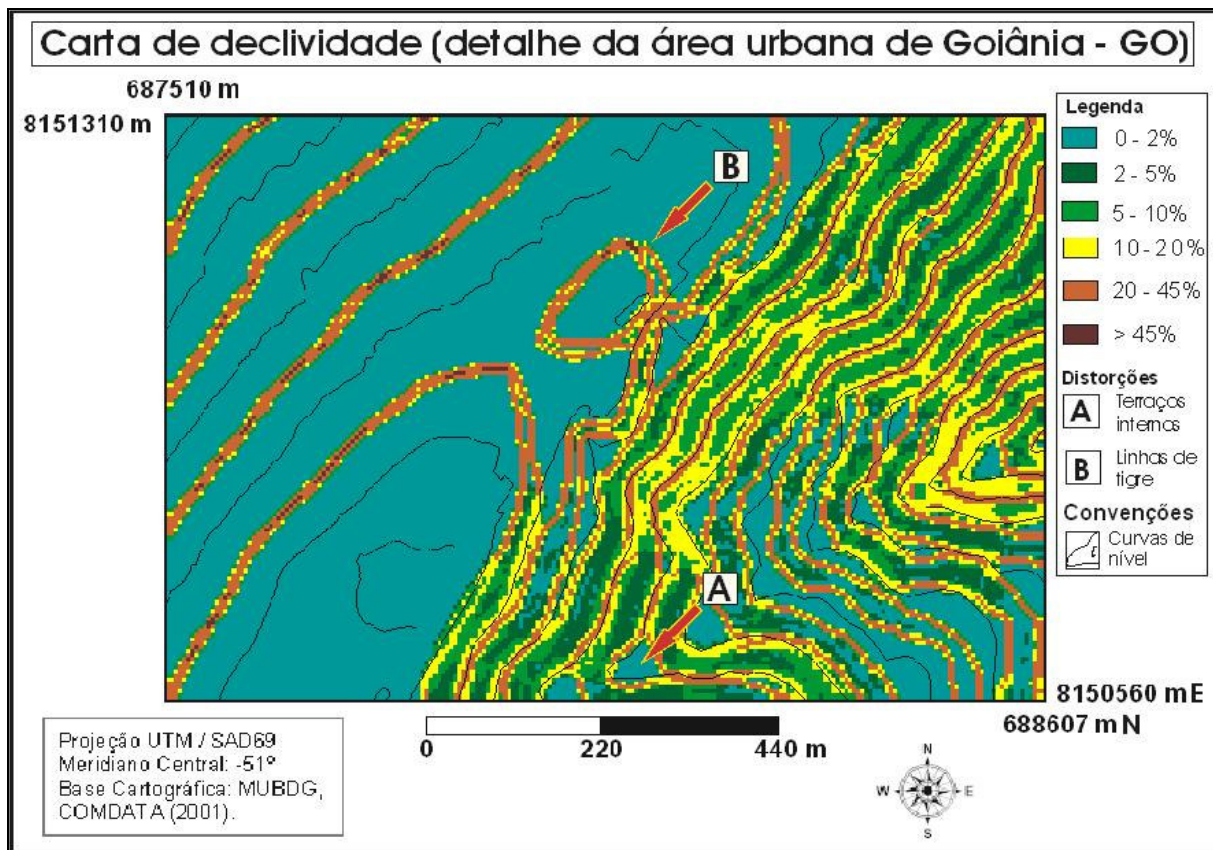 Carta de declividade (detalhe da área urbana de Goiânia - GO)
687510 m
8151310 m
Legenda
0 - 2%
2 - 5%
5 - 10%
10 - 20%
20 - 45%
> 45%
Distorções
A Terraços
internos
B Linhas de
tigre
Convenções
Curvas de
nível
B
A
8150560 mE
688607 m N
Projeção UTM / SAD69
Meridiano Central: -51º
Base Cartográfica: MUBDG,
COMDATA (2001).
0 220 440 m
N
W E
S